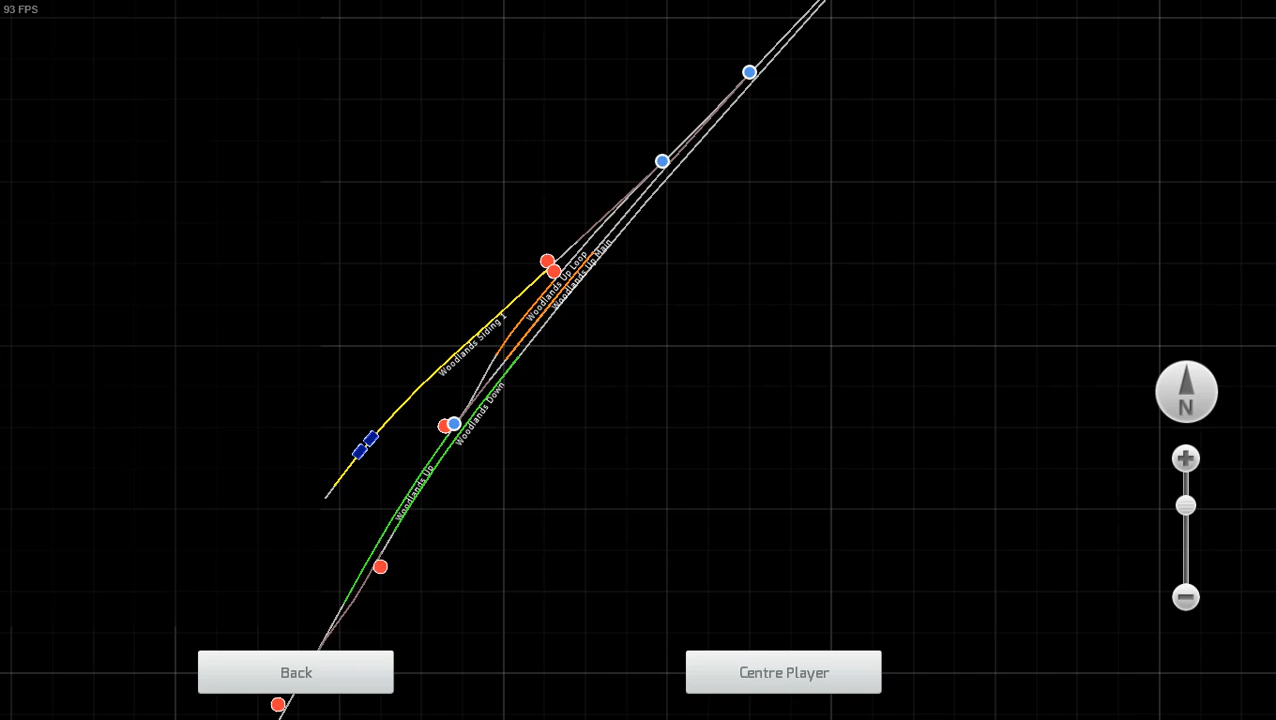 93 FPS
Woodlands Up Loop
Woodlands Up Main
Woodlands Siding 1
Woodlands Down
Woodlands Up
N
Back
Centre Player